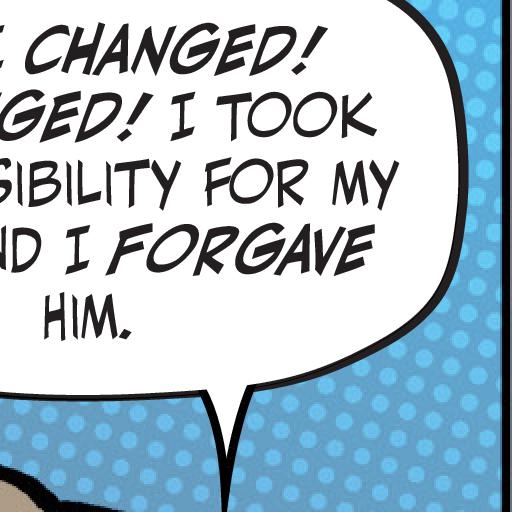 CHANGED!
GED! I TOOK
SIBILITY FOR MY
ND I FORGAVE
HIM.